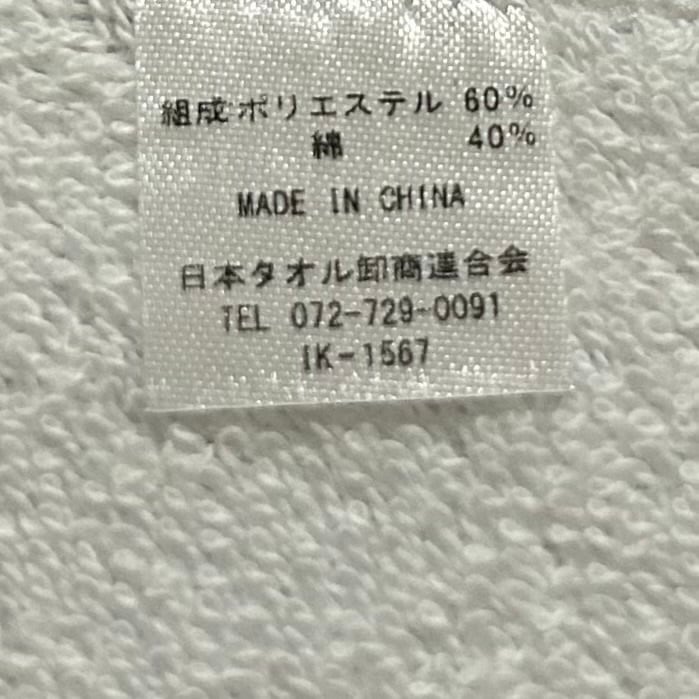 組成ポリエステル 60%
綿 40%
MADE IN CHINA
日本タオル卸商連合会
TEL 072-729-0091
IK-1567